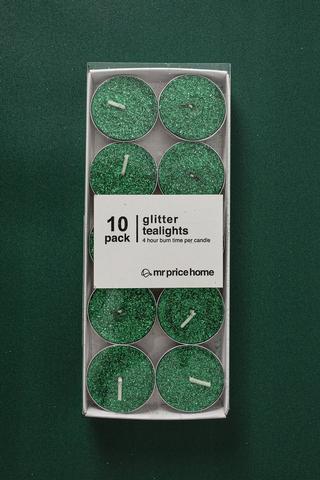 10
pack
glitter
tealights
4 hour burn time per candle
mr price home